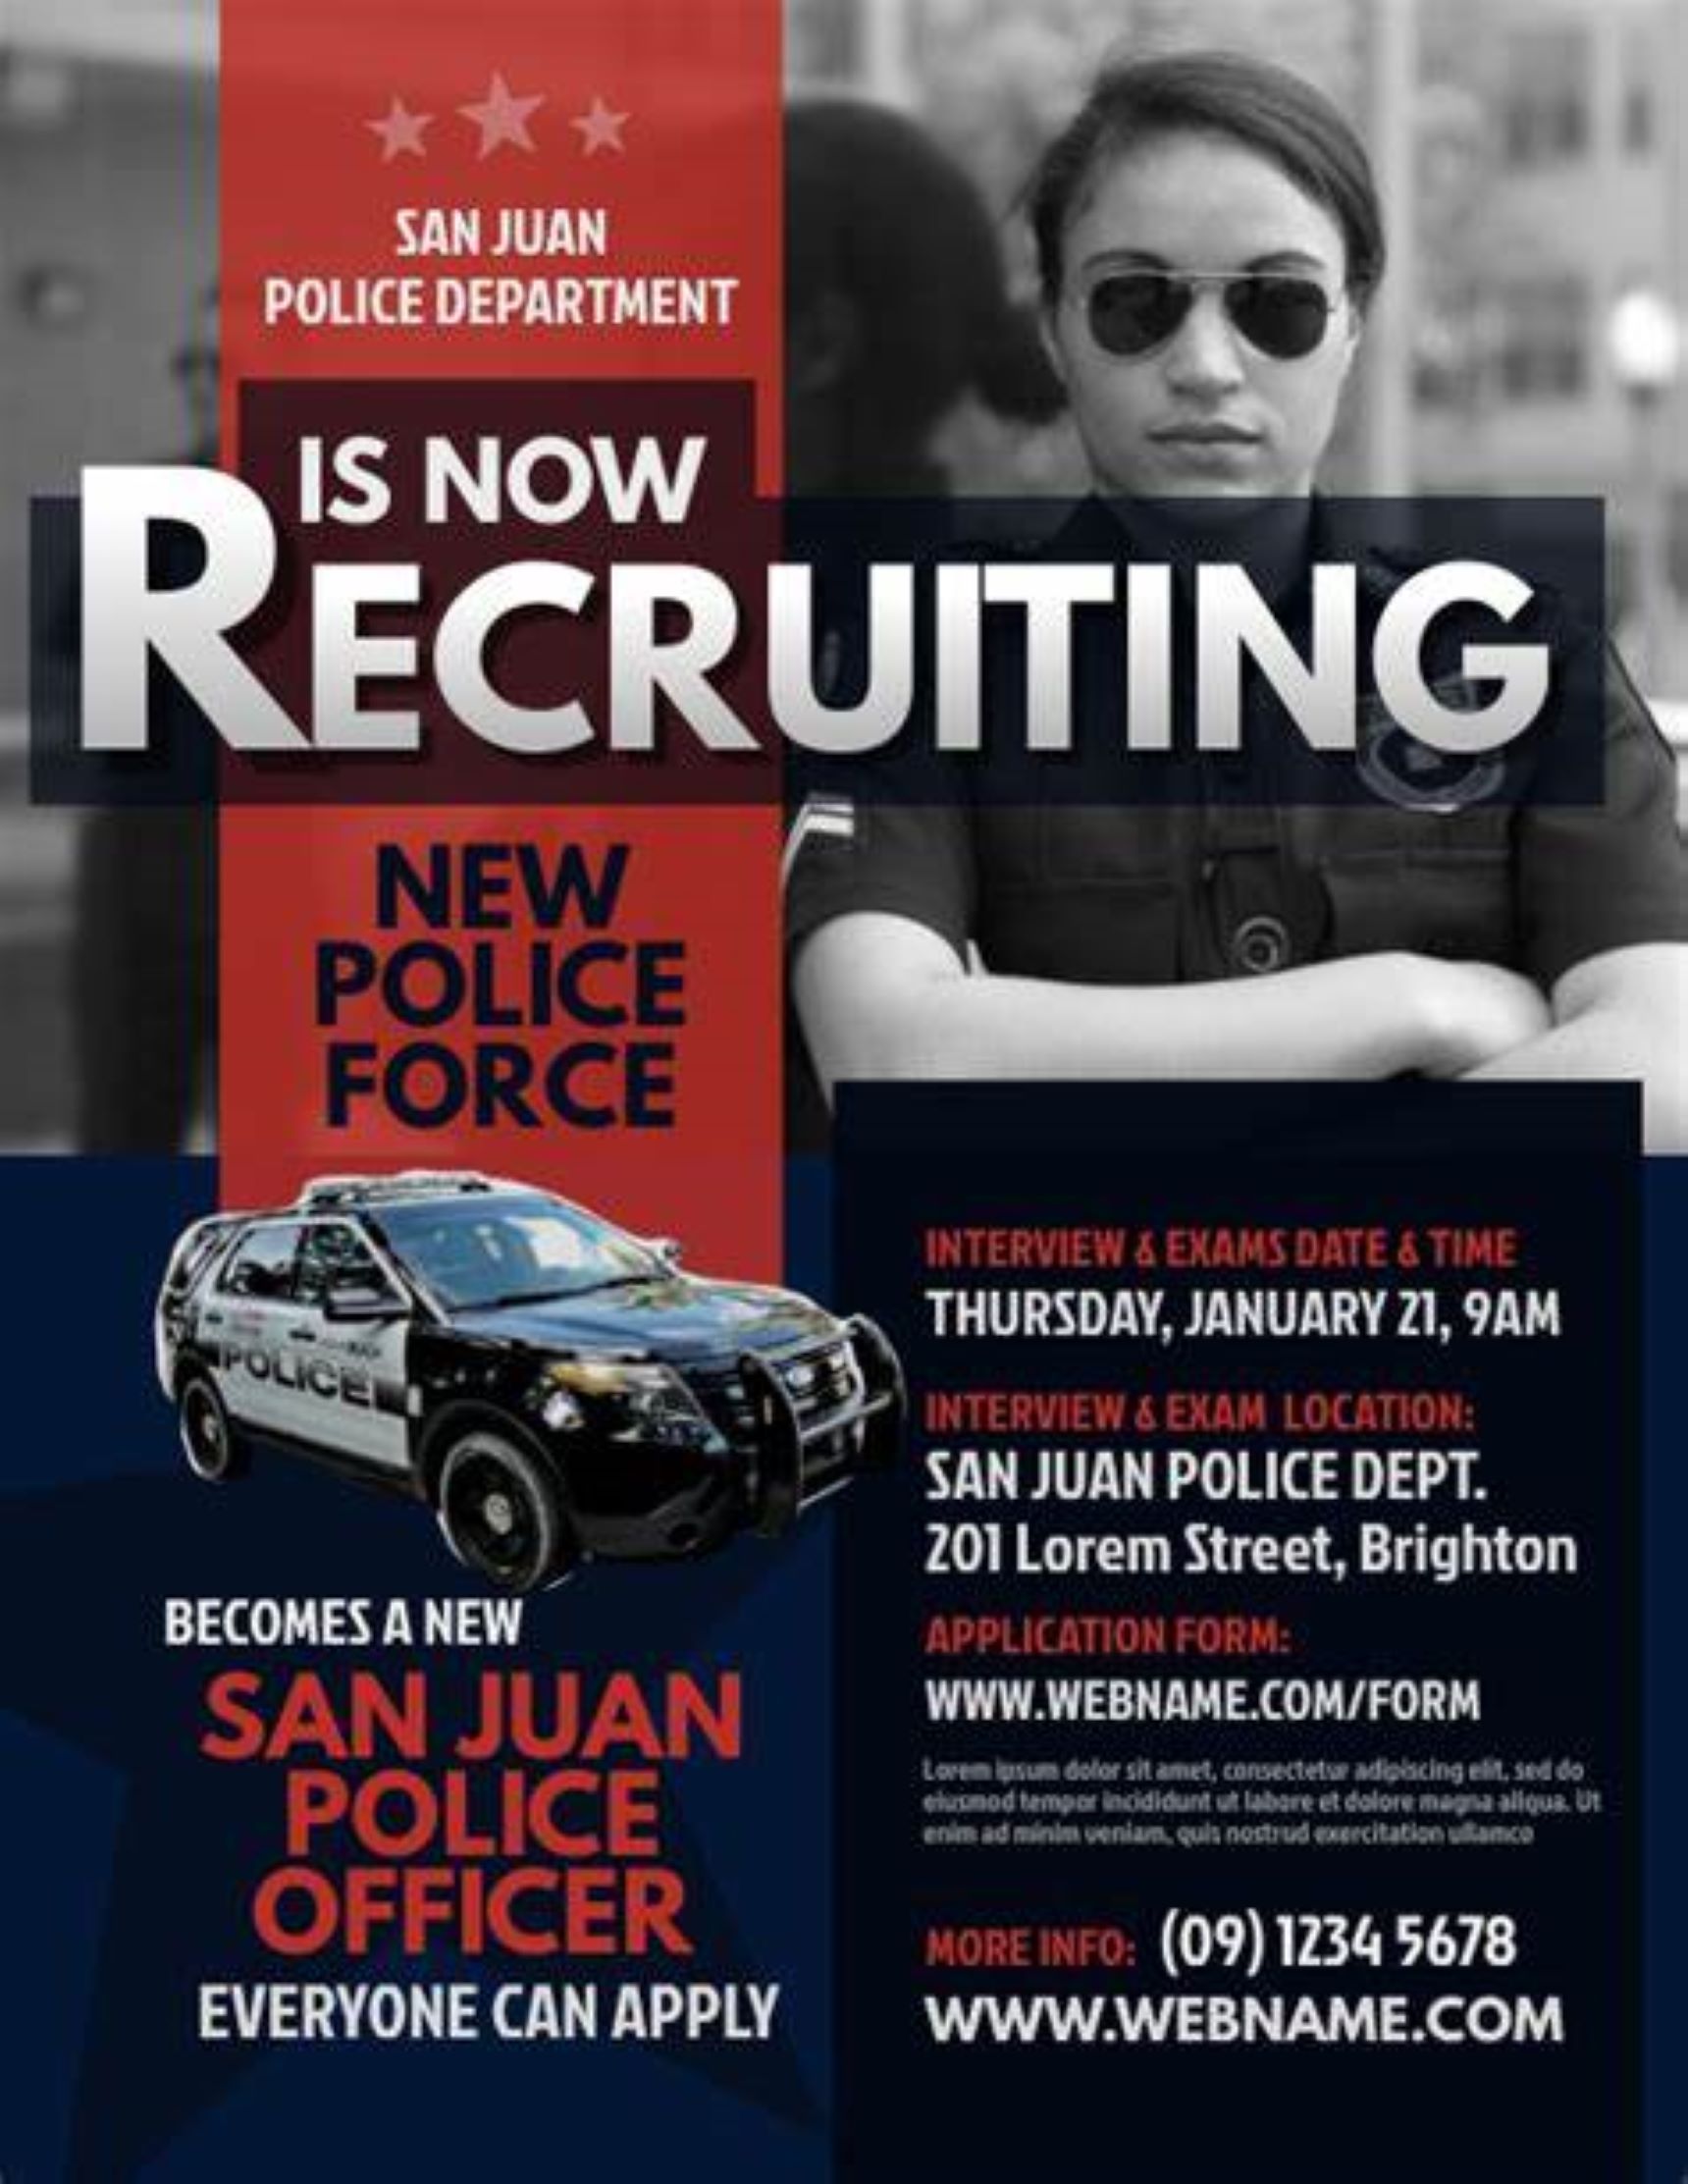 SAN JUAN
POLICE DEPARTMENT
IS NOW
RECRUITING
NEW
POLICE
FORCE
POLICE
BECOMES A NEW
SAN JUAN
POLICE
OFFICER
EVERYONE CAN APPLY
INTERVIEW & EXAMS DATE & TIME
THURSDAY, JANUARY 21, 9AM
INTERVIEW & EXAM LOCATION:
SAN JUAN POLICE DEPT.
201 Lorem Street, Brighton
APPLICATION FORM:
WWW.WEBNAME.COM/FORM
Lorem ipsum dolor sit amet, consectetur adipiscing elit, sed do
eiusmod tempor incididunt ut labore et dolore magna aliqua. Ut
enim ad minim veniam, quis nostrud exercitation ullamco
MORE INFO: (09) 1234 5678
WWW.WEBNAME.COM